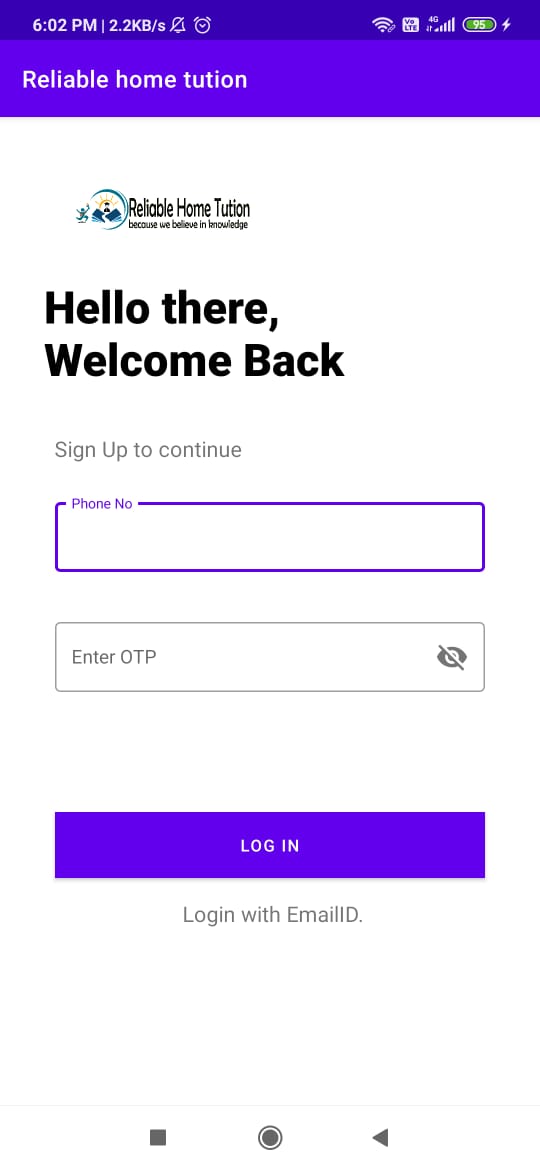 6:02 PM | 2.2KB/s
Vo LTE 4G 95
Reliable home tution
Reliable Home Tution
because we believe in knowledge
Hello there,
Welcome Back
Sign Up to continue
Phone No
Enter OTP
LOG IN
Login with EmailID.